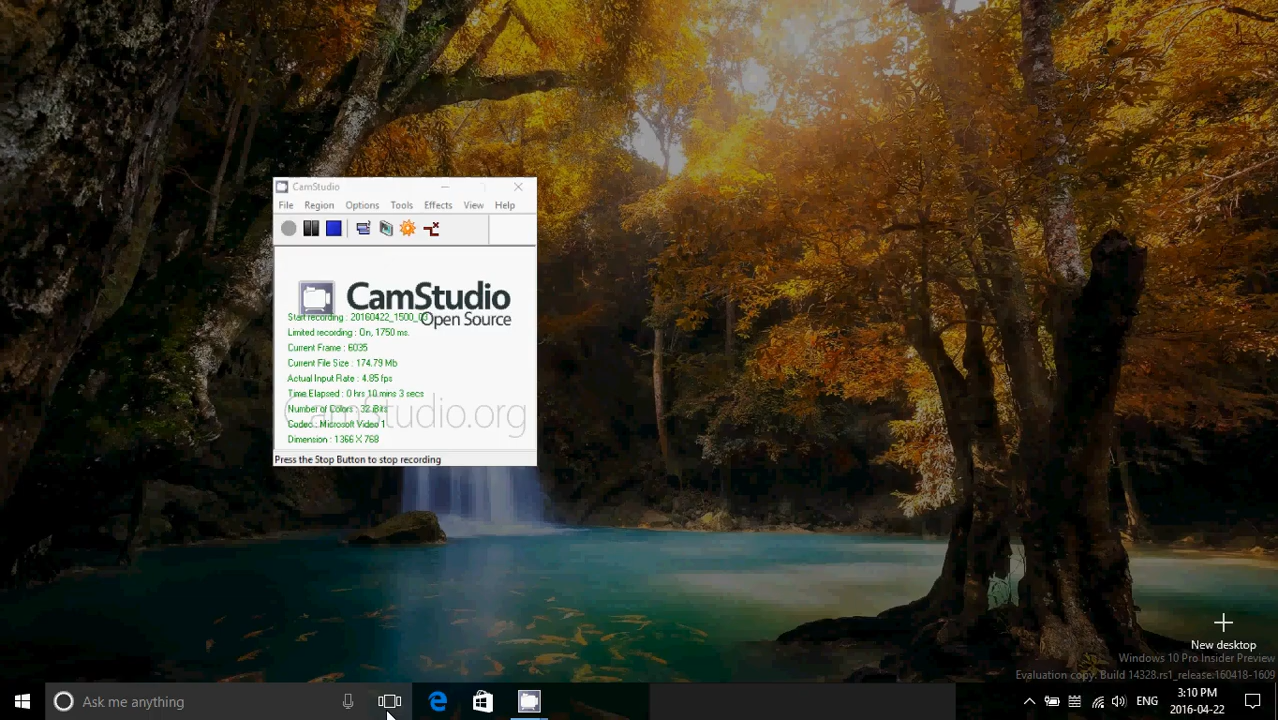 CamStudio
File Region Options Tools Effects View Help
CamStudio
Open Source
Start recording : 20160422_1500_03
Limited recording : On, 1750 ms.
Current Frame : 6035
Current File Size : 174.79 Mb
Actual Input Rate : 4.85 fps
Time Elapsed : 0 hrs 10 mins 3 secs
CamStudio.org
Number of Colors : 32 Bits
Codec : Microsoft Video 1
Dimension : 1366 X 768
Press the Stop Button to stop recording
New desktop
Windows 10 Pro Insider Preview
Evaluation copy. Build 14328.rs1_release.160418-1609
Ask me anything
ENG
3:10 PM
2016-04-22